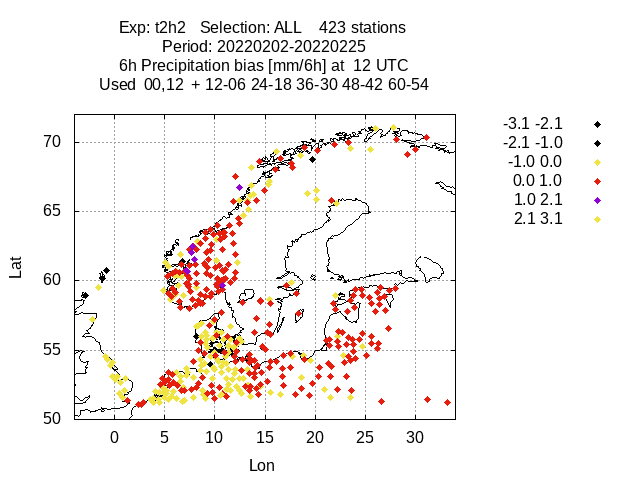 Exp: t2h2 Selection: ALL 423 stations
Period: 20220202-20220225
6h Precipitation bias [mm/6h] at 12 UTC
Used 00,12 + 12-06 24-18 36-30 48-42 60-54
-3.1 -2.1
-2.1 -1.0
-1.0 0.0
0.0 1.0
1.0 2.1
2.1 3.1
70
65
60
55
50
Lat
0 5 10 15 20 25 30
Lon